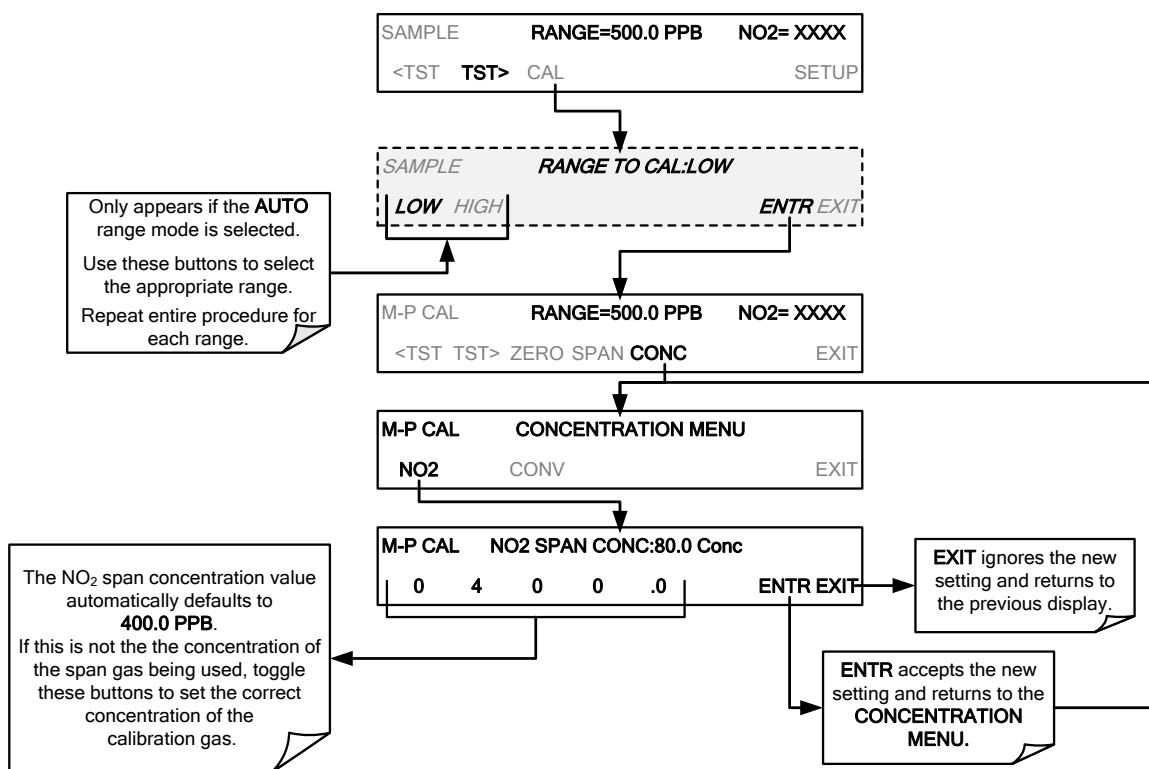 SAMPLE RANGE=500.0 PPB NO2= XXXX
<TST TST> CAL SETUP
SAMPLE RANGE TO CAL:LOW
LOW HIGH ENTR EXIT
Only appears if the AUTO
range mode is selected.
Use these buttons to select
the appropriate range.
Repeat entire procedure for
each range.
M-P CAL RANGE=500.0 PPB NO2= XXXX
<TST TST> ZERO SPAN CONC EXIT
M-P CAL CONCENTRATION MENU
NO2 CONV EXIT
M-P CAL NO2 SPAN CONC:80.0 Conc
0 4 0 0 .0 ENTR EXIT
The NO2 span concentration value
automatically defaults to
400.0 PPB.
If this is not the the concentration of
the span gas being used, toggle
these buttons to set the correct
concentration of the
calibration gas.
EXIT ignores the new
setting and returns to
the previous display.
ENTR accepts the new
setting and returns to the
CONCENTRATION
MENU.